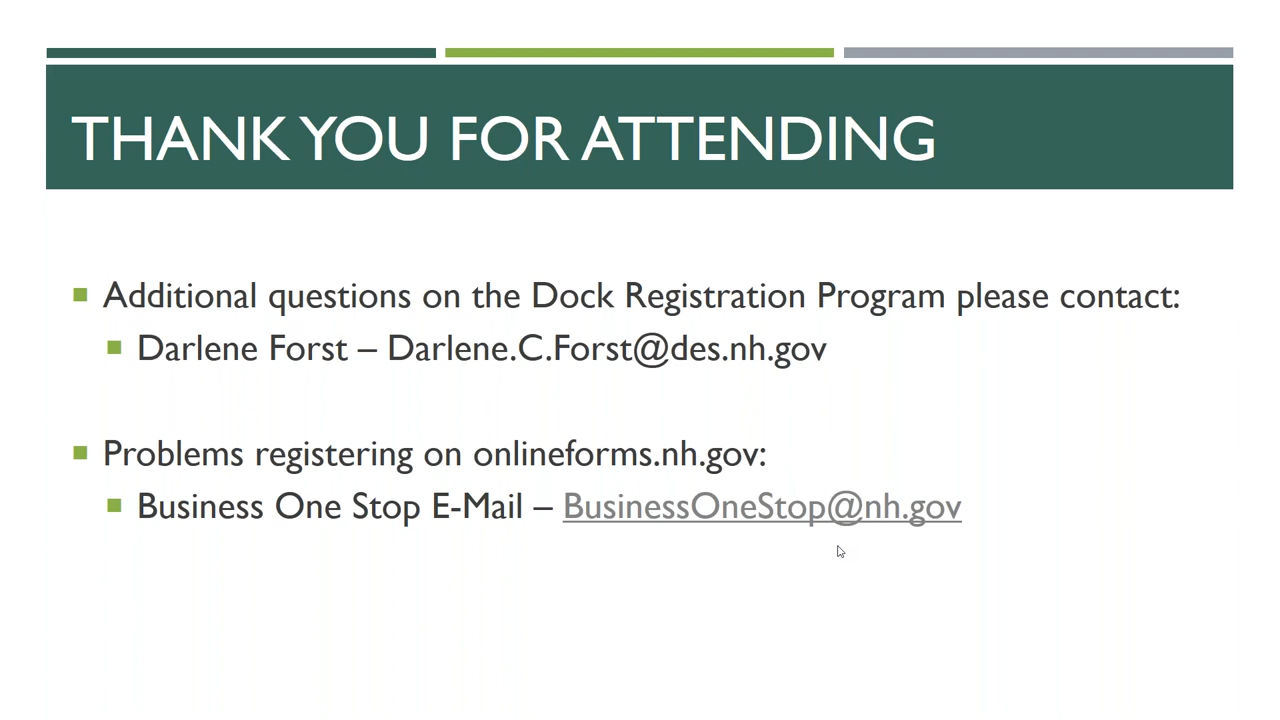 THANK YOU FOR ATTENDING
Additional questions on the Dock Registration Program please contact:
Darlene Forst – Darlene.C.Forst@des.nh.gov
Problems registering on onlineforms.nh.gov:
Business One Stop E-Mail – BusinessOneStop@nh.gov